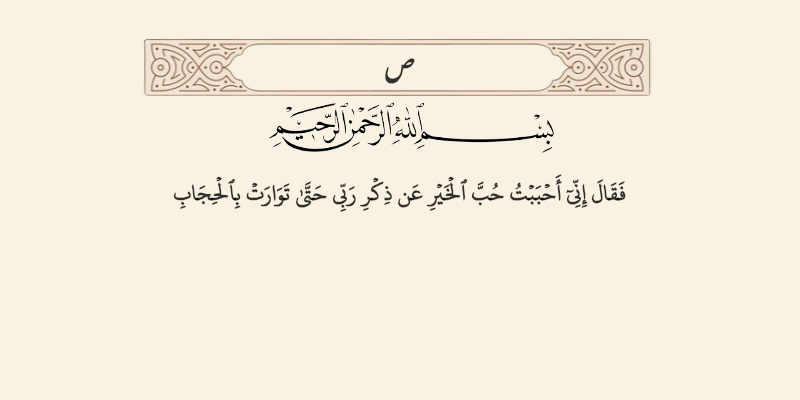 ص
بِسْمِ ٱللَّهِ ٱلرَّحْمَٰنِ ٱلرَّحِيمِ
فَقَالَ إِنِّىٓ أَحْبَبْتُ حُبَّ ٱلْخَيْرِ عَن ذِكْرِ رَبِّى حَتَّىٰ تَوَارَتْ بِٱلْحِجَابِ